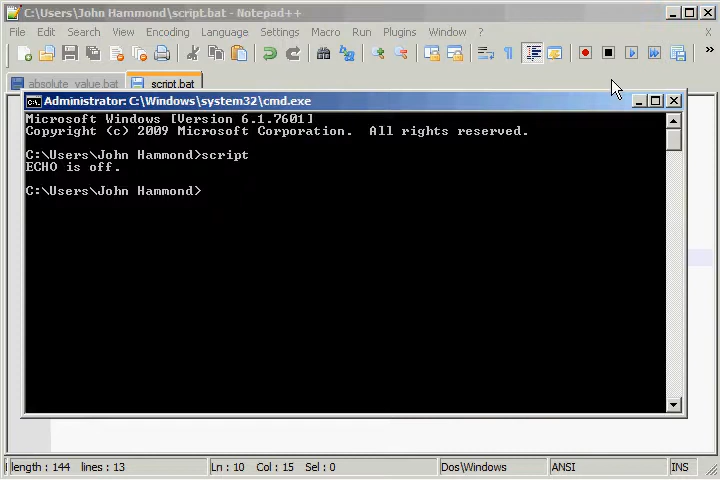 C:\Users\John Hammond\script.bat - Notepad++
File Edit Search View Encoding Language Settings Macro Run Plugins Window ? X
absolute_value.bat script.bat
Administrator: C:\Windows\system32\cmd.exe
Microsoft Windows [Version 6.1.7601]
Copyright (c) 2009 Microsoft Corporation.  All rights reserved.
C:\Users\John Hammond>script
ECHO is off.
C:\Users\John Hammond>
length : 144 lines : 13 Ln : 10 Col : 15 Sel : 0 Dos\Windows ANSI INS